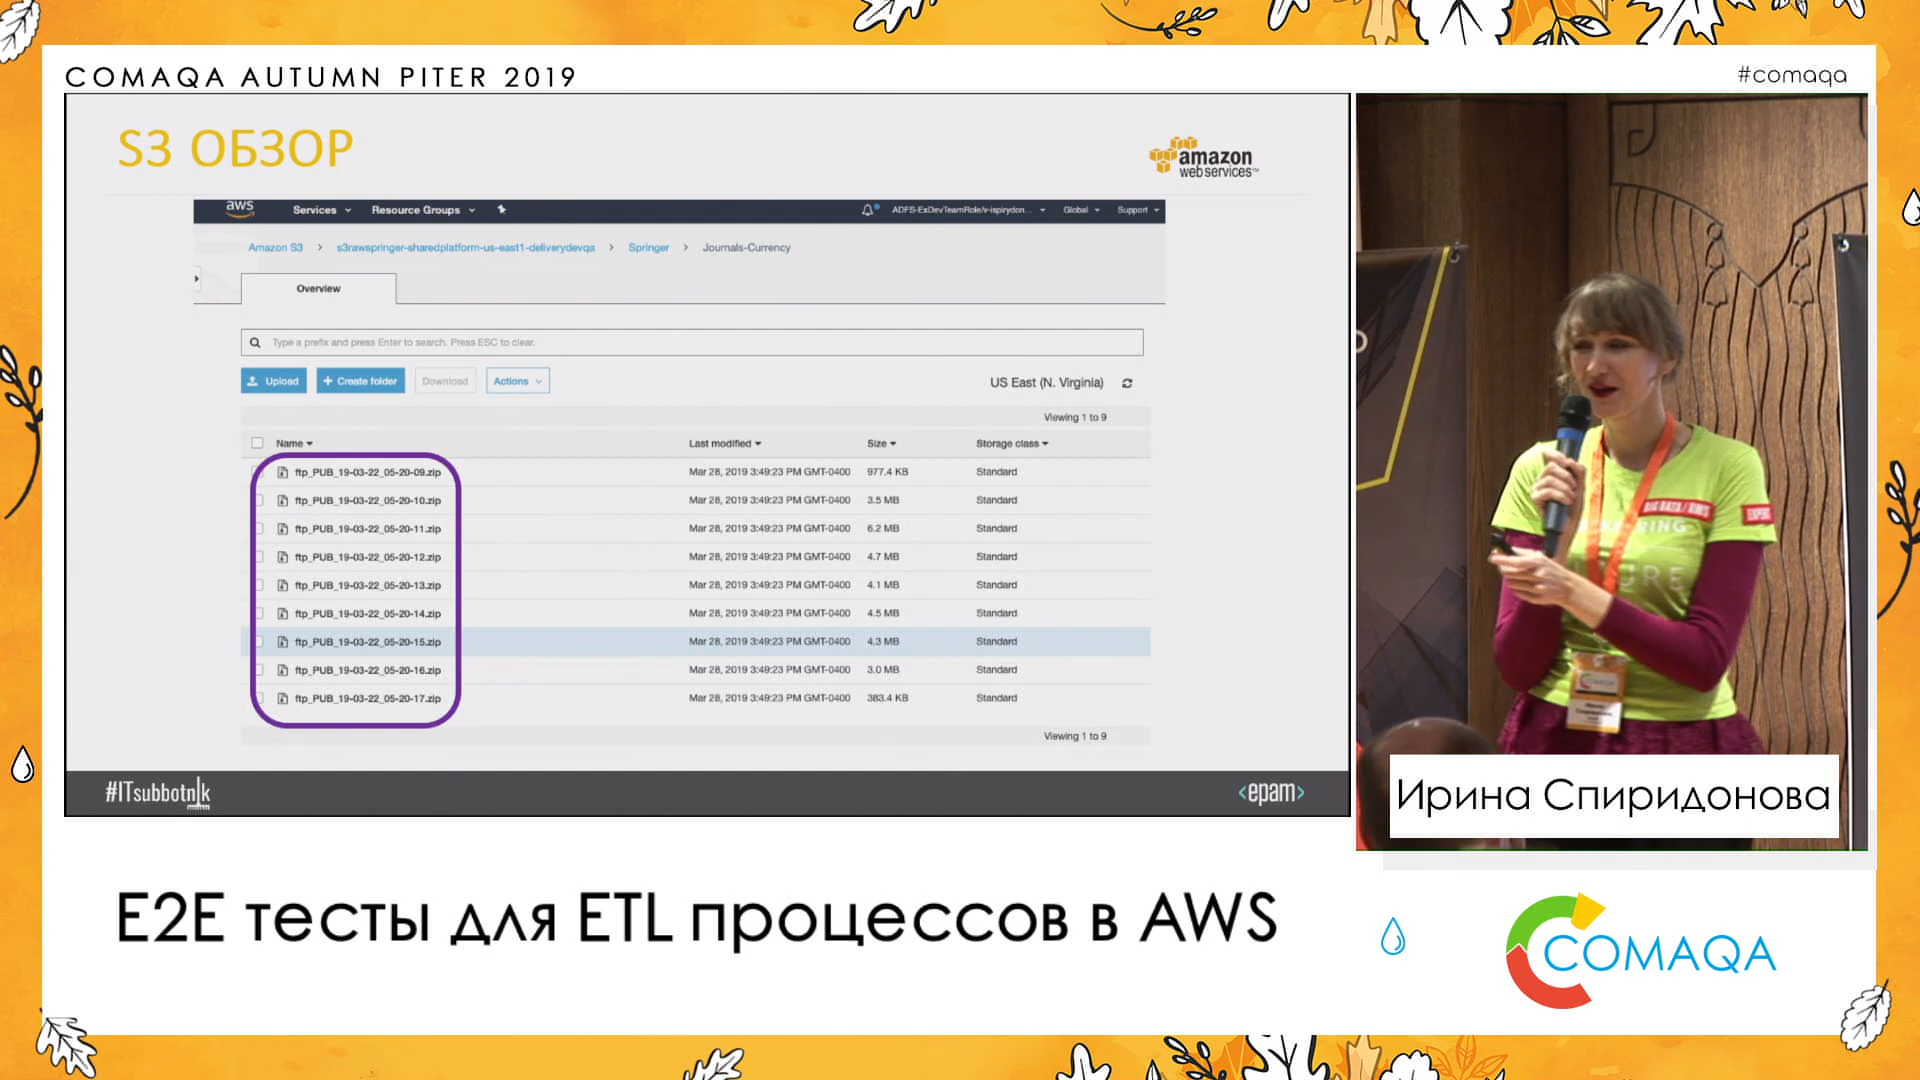 COMAQA AUTUMN PITER 2019
#comaqa
S3 ОБЗОР
amazon
webservices™
aws
Services
Resource Groups
ADFS-ExDevTeamRole/v-ispirydon...
Global
Support
Amazon S3 > s3rawspringer-sharedplatform-us-east1-deliverydevqa > Springer > Journals-Currency
Overview
Type a prefix and press Enter to search. Press ESC to clear.
Upload
+ Create folder
Download
Actions
US East (N. Virginia)
Viewing 1 to 9
Name Last modified Size Storage class
ftp_PUB_19-03-22_05-20-09.zip Mar 28, 2019 3:49:23 PM GMT-0400 977.4 KB Standard
ftp_PUB_19-03-22_05-20-10.zip Mar 28, 2019 3:49:23 PM GMT-0400 3.5 MB Standard
ftp_PUB_19-03-22_05-20-11.zip Mar 28, 2019 3:49:23 PM GMT-0400 6.2 MB Standard
ftp_PUB_19-03-22_05-20-12.zip Mar 28, 2019 3:49:23 PM GMT-0400 4.7 MB Standard
ftp_PUB_19-03-22_05-20-13.zip Mar 28, 2019 3:49:23 PM GMT-0400 4.1 MB Standard
ftp_PUB_19-03-22_05-20-14.zip Mar 28, 2019 3:49:23 PM GMT-0400 4.5 MB Standard
ftp_PUB_19-03-22_05-20-15.zip Mar 28, 2019 3:49:23 PM GMT-0400 4.3 MB Standard
ftp_PUB_19-03-22_05-20-16.zip Mar 28, 2019 3:49:23 PM GMT-0400 3.0 MB Standard
ftp_PUB_19-03-22_05-20-17.zip Mar 28, 2019 3:49:23 PM GMT-0400 383.4 KB Standard
Viewing 1 to 9
#ITsubbotnik
<epam>
BIG DATA / AWS
EXPERT
Ирина Спиридонова
E2E тесты для ETL процессов в AWS
COMAQA